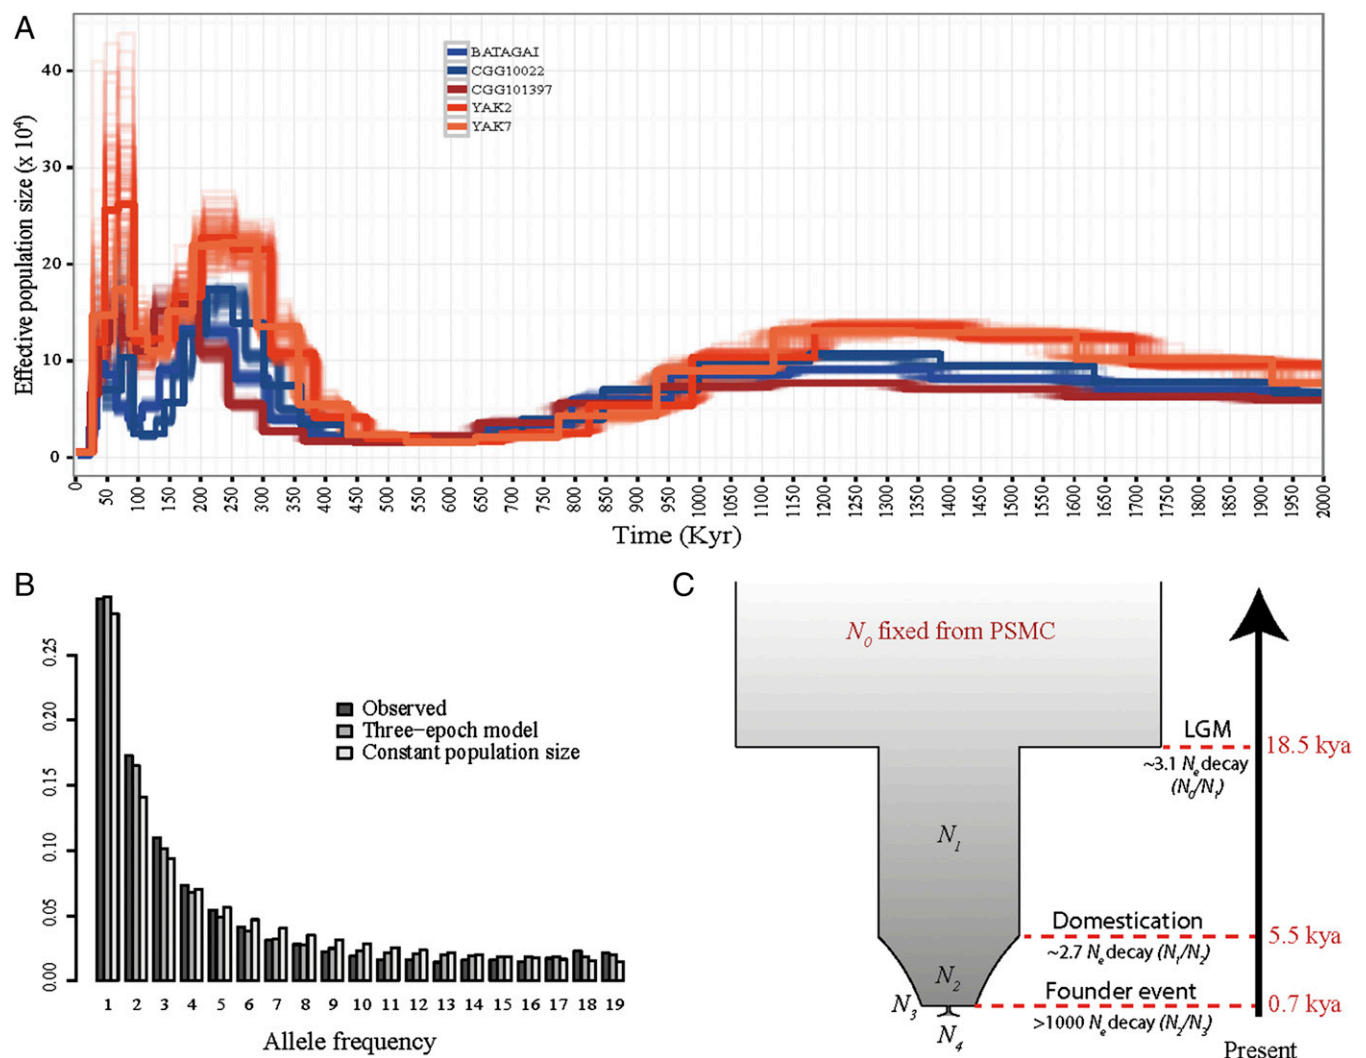 A
Effective population size (x 10⁴)
40
30
20
10
0
BATAGAI
CGG10022
CGG101397
YAK2
YAK7
0 50 100 150 200 250 300 350 400 450 500 550 600 650 700 750 800 850 900 950 1000 1050 1100 1150 1200 1250 1300 1350 1400 1450 1500 1550 1600 1650 1700 1750 1800 1850 1900 1950 2000
Time (Kyr)
B
0.25
0.20
0.15
0.10
0.05
0.00
Observed
Three-epoch model
Constant population size
1 2 3 4 5 6 7 8 9 10 11 12 13 14 15 16 17 18 19
Allele frequency
C
N₀ fixed from PSMC
LGM
18.5 kya
~3.1 Nₑ decay
(N₀/N₁)
N₁
Domestication
5.5 kya
~2.7 Nₑ decay (N₁/N₂)
N₂
Founder event
N₃
0.7 kya
>1000 Nₑ decay (N₂/N₃)
N₄
Present